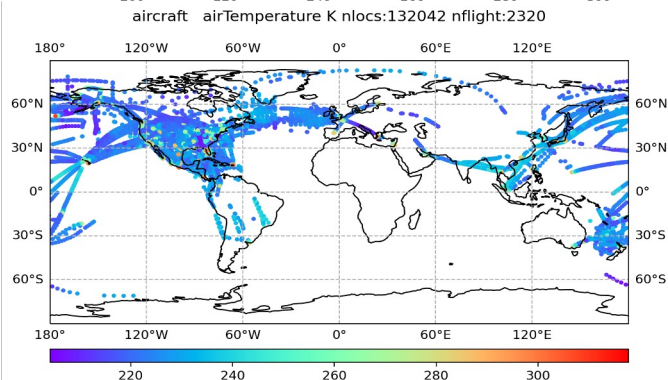 aircraft airTemperature K nlocs:132042 nflight:2320
180° 120°W 60°W 0° 60°E 120°E
60°N 60°N
30°N 30°N
0° 0°
30°S 30°S
60°S 60°S
180° 120°W 60°W 0° 60°E 120°E
220 240 260 280 300